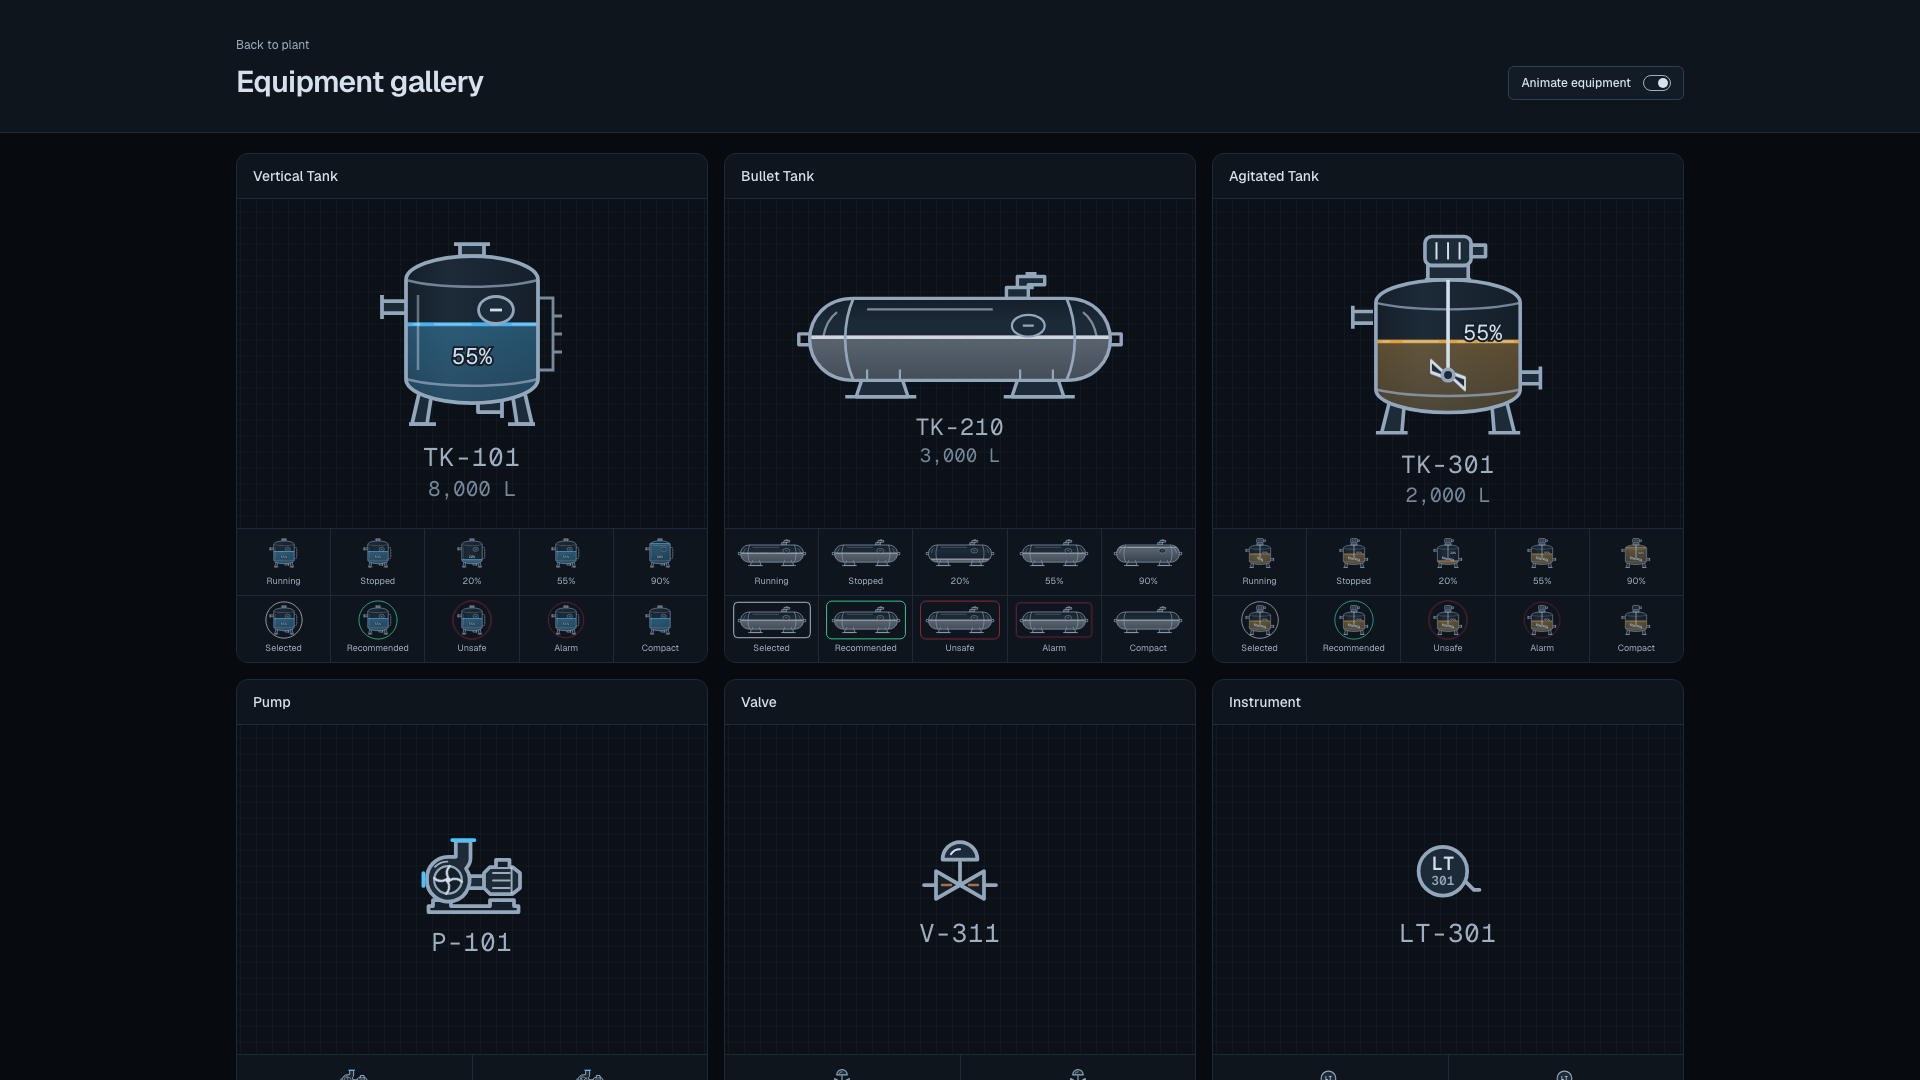 Back to plant
Equipment gallery
Animate equipment
Vertical Tank
Bullet Tank
Agitated Tank
55%
TK-101
8,000 L
TK-210
3,000 L
55%
TK-301
2,000 L
Running
Stopped
20%
55%
90%
Running
Stopped
20%
55%
90%
Running
Stopped
20%
55%
90%
Selected
Recommended
Unsafe
Alarm
Compact
Selected
Recommended
Unsafe
Alarm
Compact
Selected
Recommended
Unsafe
Alarm
Compact
Pump
Valve
Instrument
P-101
V-311
LT
301
LT-301